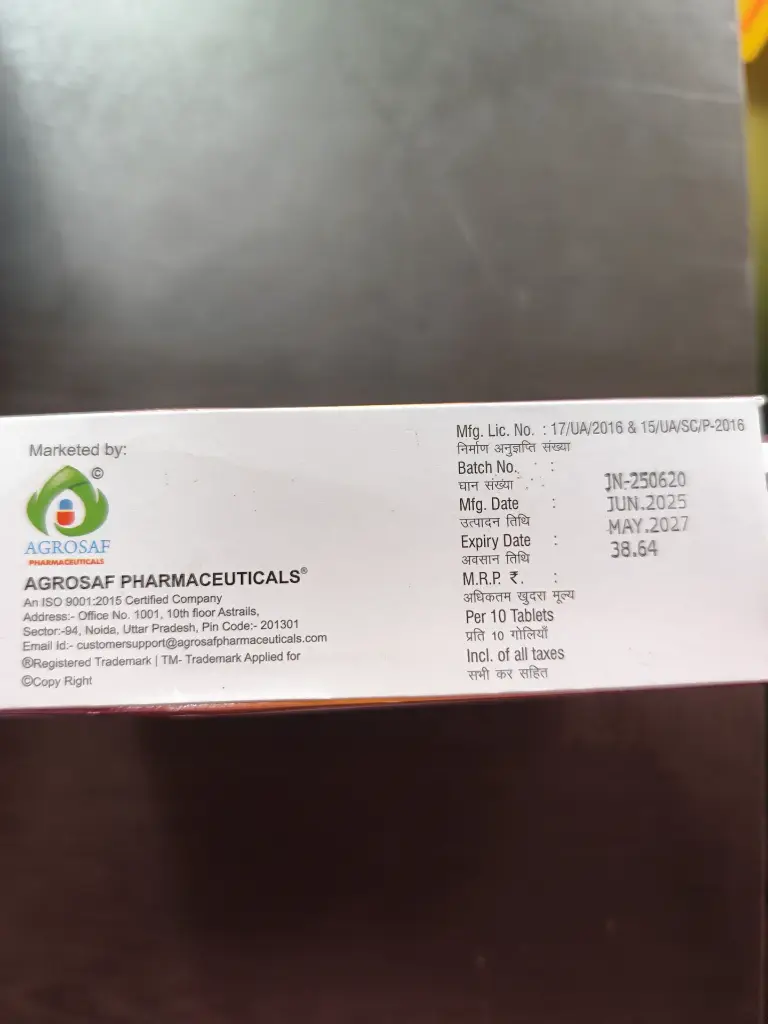 Marketed by:
©
AGROSAF
PHARMACEUTICALS
AGROSAF PHARMACEUTICALS®
An ISO 9001:2015 Certified Company
Address:- Office No. 1001, 10th floor Astrails,
Sector:-94, Noida, Uttar Pradesh, Pin Code:- 201301
Email Id:- customersupport@agrosafpharmaceuticals.com
®Registered Trademark | TM- Trademark Applied for
©Copy Right
Mfg. Lic. No. : 17/UA/2016 & 15/UA/SC/P-2016
निर्माण अनुज्ञप्ति संख्या
Batch No. :
घान संख्या
JN-250620
Mfg. Date :
JUN.2025
उत्पादन तिथि
MAY.2027
Expiry Date :
38.64
अवसान तिथि
M.R.P. ₹. :
अधिकतम खुदरा मूल्य
Per 10 Tablets
प्रति 10 गोलियाँ
Incl. of all taxes
सभी कर सहित